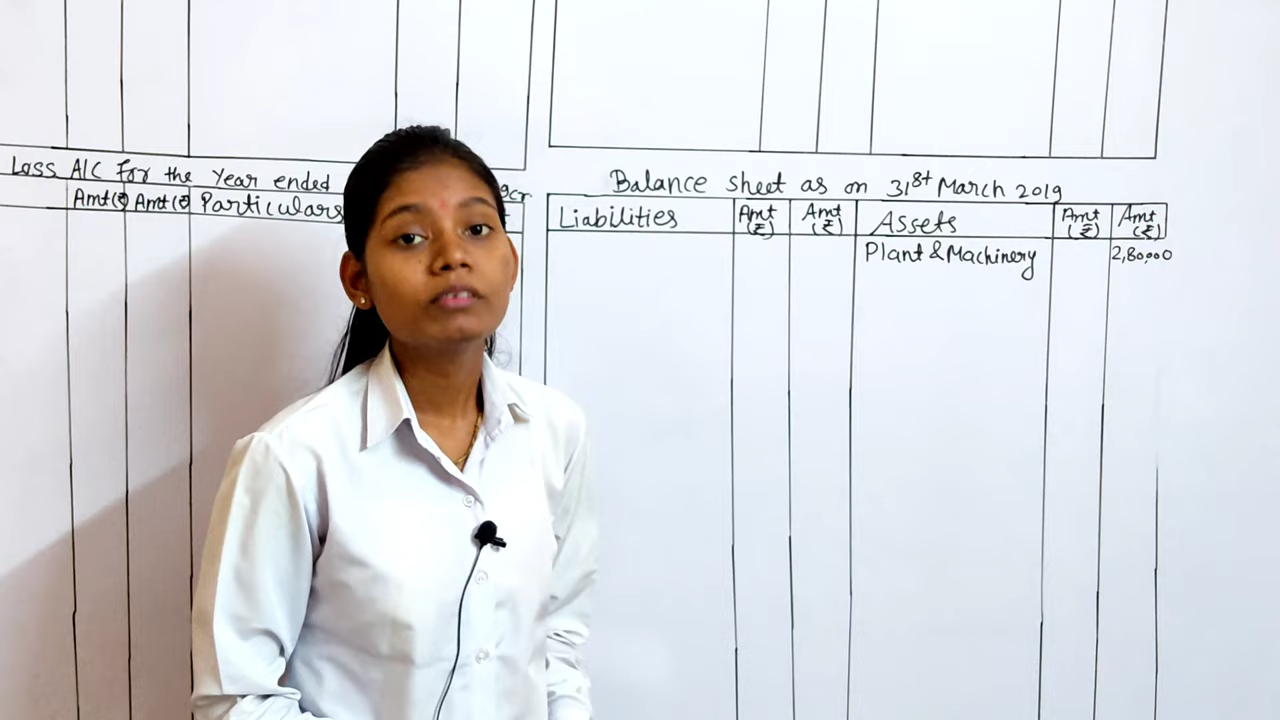 Loss A/C for the Year ended
Cr
Amt(₹) Amt(₹) Particulars
Balance sheet as on 31st March 2019
Liabilities Amt (₹) Amt (₹) Assets Amt (₹) Amt (₹)
Plant & Machinery 2,80,000